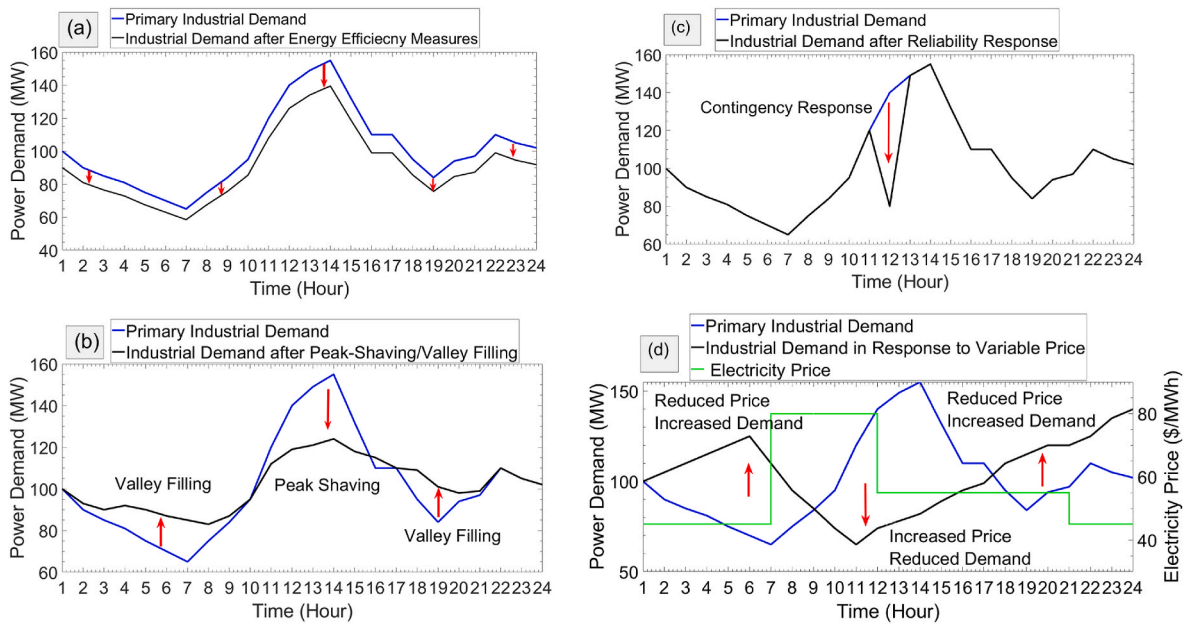 (a)
Primary Industrial Demand
Industrial Demand after Energy Efficiecny Measures
Power Demand (MW)
160
140
120
100
80
60
40
1 2 3 4 5 6 7 8 9 10 11 12 13 14 15 16 17 18 19 20 21 22 23 24
Time (Hour)
(c)
Primary Industrial Demand
Industrial Demand after Reliability Response
Power Demand (MW)
160
140
120
100
80
60
Contingency Response
1 2 3 4 5 6 7 8 9 10 11 12 13 14 15 16 17 18 19 20 21 22 23 24
Time (Hour)
(b)
Primary Industrial Demand
Industrial Demand after Peak-Shaving/Valley Filling
Power Demand (MW)
160
140
120
100
80
60
Valley Filling
Peak Shaving
Valley Filling
1 2 3 4 5 6 7 8 9 10 11 12 13 14 15 16 17 18 19 20 21 22 23 24
Time (Hour)
(d)
Primary Industrial Demand
Industrial Demand in Response to Variable Price
Electricity Price
Power Demand (MW)
150
100
50
Reduced Price
Increased Demand
Reduced Price
Increased Demand
Increased Price
Reduced Demand
80
60
40
Electricity Price ($/MWh)
1 2 3 4 5 6 7 8 9 10 11 12 13 14 15 16 17 18 19 20 21 22 23 24
Time (Hour)